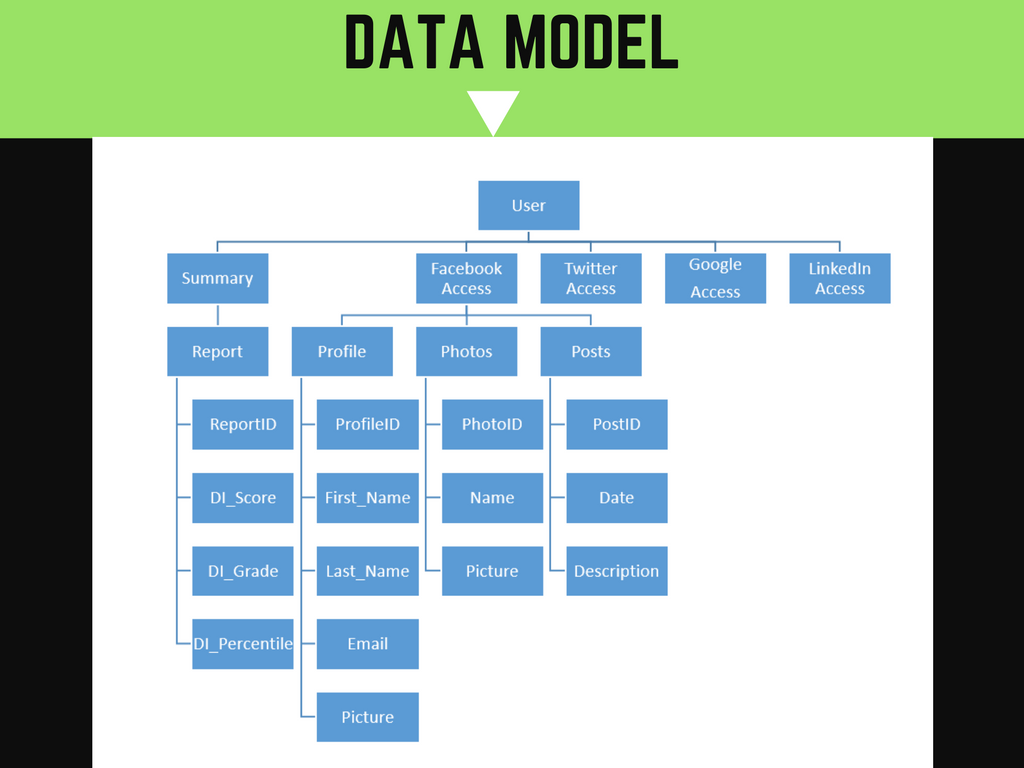 DATA MODEL
User
Summary
Facebook
Access
Twitter
Access
Google
Access
LinkedIn
Access
Report
Profile
Photos
Posts
ReportID
ProfileID
PhotoID
PostID
DI_Score
First_Name
Name
Date
DI_Grade
Last_Name
Picture
Description
DI_Percentile
Email
Picture